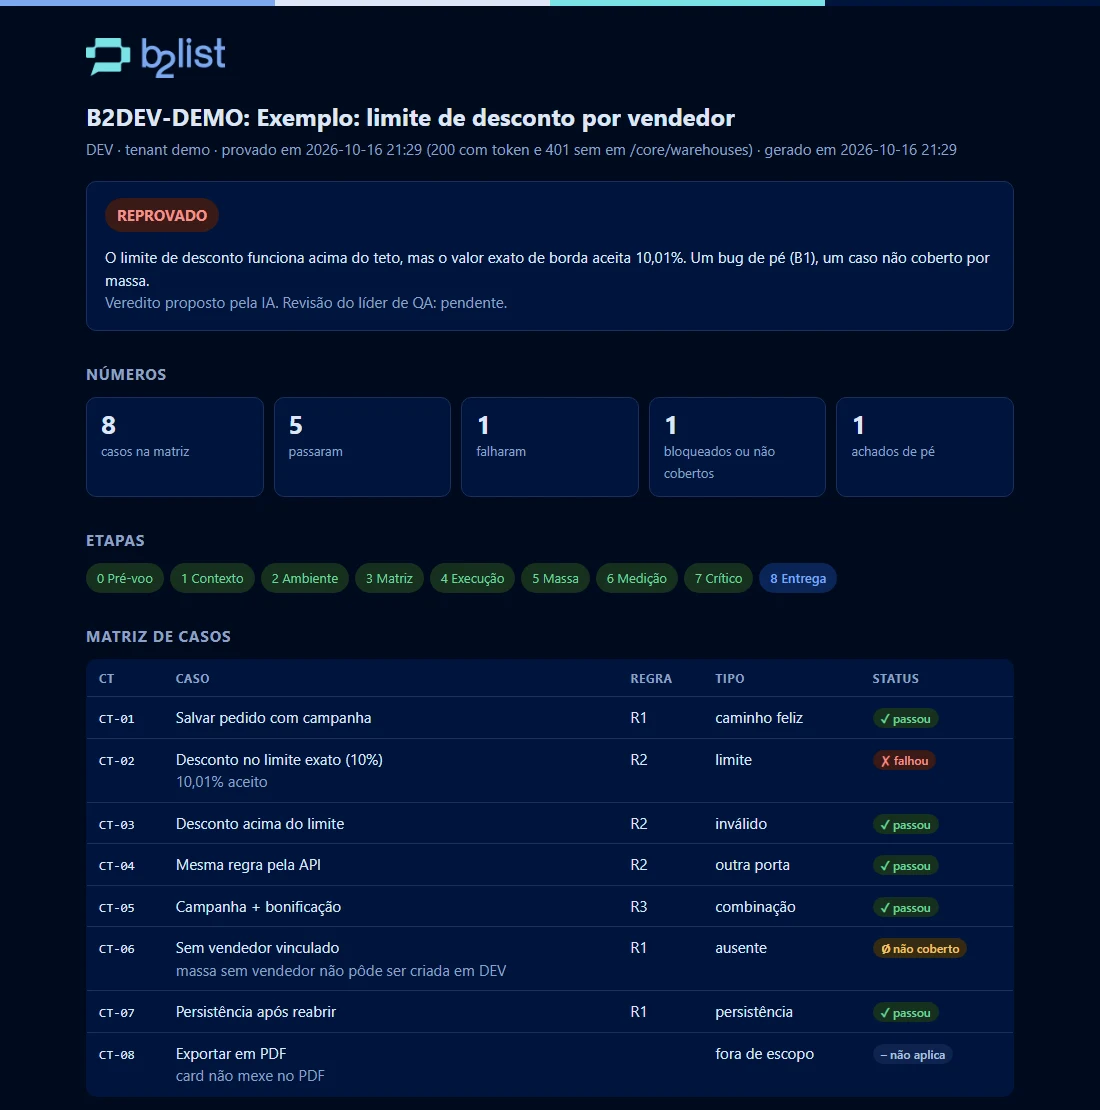 b2list
B2DEV-DEMO: Exemplo: limite de desconto por vendedor
DEV · tenant demo · provado em 2026-10-16 21:29 (200 com token e 401 sem em /core/warehouses) · gerado em 2026-10-16 21:29
REPROVADO
O limite de desconto funciona acima do teto, mas o valor exato de borda aceita 10,01%. Um bug de pé (B1), um caso não coberto por
massa.
Veredito proposto pela IA. Revisão do líder de QA: pendente.
NÚMEROS
8 5 1 1 1
casos na matriz passaram falharam bloqueados ou não achados de pé
cobertos
ETAPAS
0 Pré-voo 1 Contexto 2 Ambiente 3 Matriz 4 Execução 5 Massa 6 Medição 7 Crítico 8 Entrega
MATRIZ DE CASOS
CT CASO REGRA TIPO STATUS
CT-01 Salvar pedido com campanha R1 caminho feliz ✓ passou
CT-02 Desconto no limite exato (10%) R2 limite ✗ falhou
10,01% aceito
CT-03 Desconto acima do limite R2 inválido ✓ passou
CT-04 Mesma regra pela API R2 outra porta ✓ passou
CT-05 Campanha + bonificação R3 combinação ✓ passou
CT-06 Sem vendedor vinculado R1 ausente Ø não coberto
massa sem vendedor não pôde ser criada em DEV
CT-07 Persistência após reabrir R1 persistência ✓ passou
CT-08 Exportar em PDF fora de escopo – não aplica
card não mexe no PDF